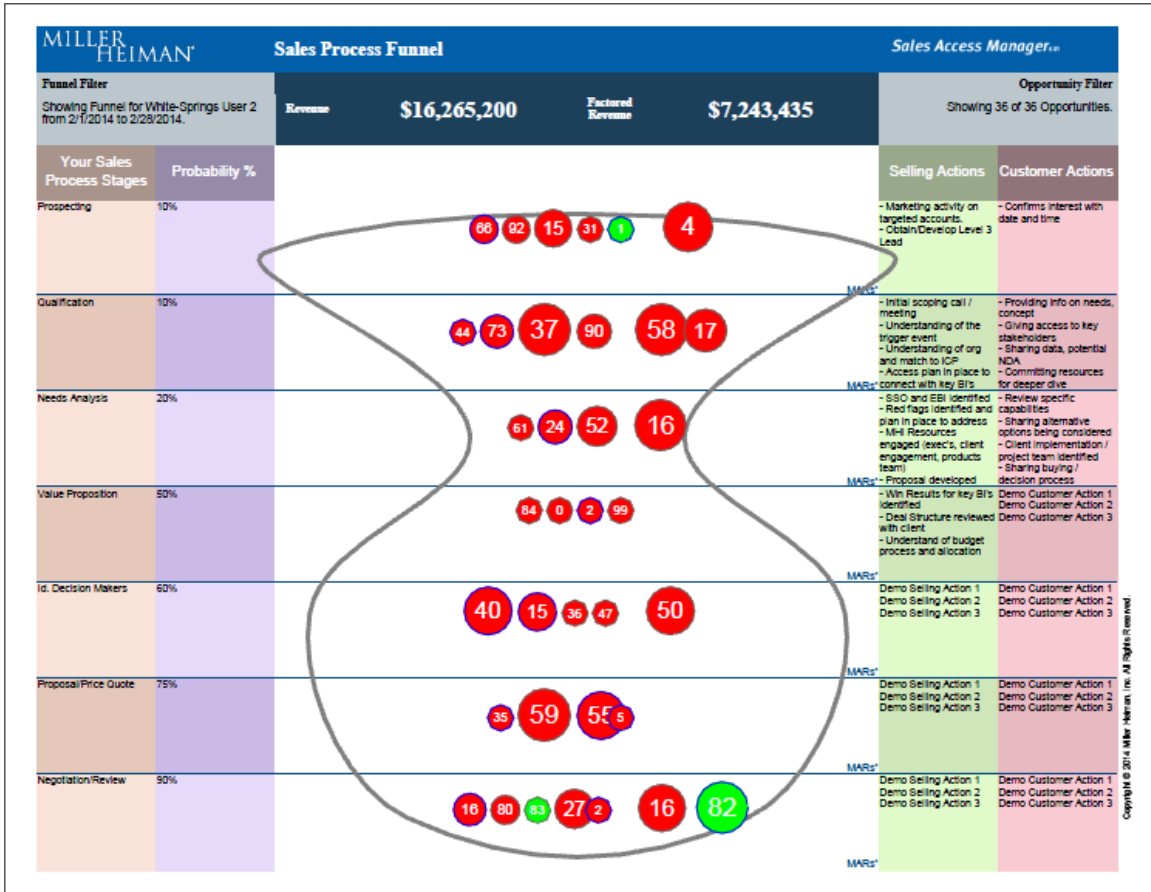 MILLER HEIMAN®
Sales Process Funnel
Sales Access Manager
Funnel Filter
Showing Funnel for White-Springs User 2
from 2/1/2014 to 2/28/2014.
Revenue
$16,265,200
Factored
Revenue
$7,243,435
Opportunity Filter
Showing 36 of 36 Opportunities.
Your Sales
Process Stages
Probability %
Selling Actions
Customer Actions
Prospecting
10%
66 92 15 31 1 4
- Marketing activity on
targeted accounts.
- Obtain/Develop Level 3
Lead
- Confirms interest with
date and time
MARs*
Qualification
10%
44 73 37 90 58 17
- Initial scoping call /
meeting
- Understanding of the
trigger event
- Understanding of org
and match to ICP
- Access plan in place to
connect with key BI's
- Providing info on needs,
concept
- Giving access to key
stakeholders
- Sharing data, potential
NDA
- Committing resources
for deeper dive
MARs*
Needs Analysis
20%
61 24 52 16
- SSO and EBI identified
- Red flags identified and
plan in place to address
- MHI Resources
engaged (exec's, client
engagement, products
team)
- Proposal developed
- Review specific
capabilities
- Sharing alternative
options being considered
- Client implementation /
project team identified
- Sharing buying /
decision process
MARs*
Value Proposition
50%
84 0 2 99
- Win Results for key BI's
identified
- Deal Structure reviewed
with client
- Understand of budget
process and allocation
Demo Customer Action 1
Demo Customer Action 2
Demo Customer Action 3
MARs*
Id. Decision Makers
60%
40 15 36 47 50
Demo Selling Action 1
Demo Selling Action 2
Demo Selling Action 3
Demo Customer Action 1
Demo Customer Action 2
Demo Customer Action 3
MARs*
Proposal/Price Quote
75%
35 59 55 5
Demo Selling Action 1
Demo Selling Action 2
Demo Selling Action 3
Demo Customer Action 1
Demo Customer Action 2
Demo Customer Action 3
MARs*
Negotiation/Review
90%
16 80 83 27 2 16 82
Demo Selling Action 1
Demo Selling Action 2
Demo Selling Action 3
Demo Customer Action 1
Demo Customer Action 2
Demo Customer Action 3
MARs*
Copyright © 2014 Miller Heiman, Inc. All Rights Reserved.